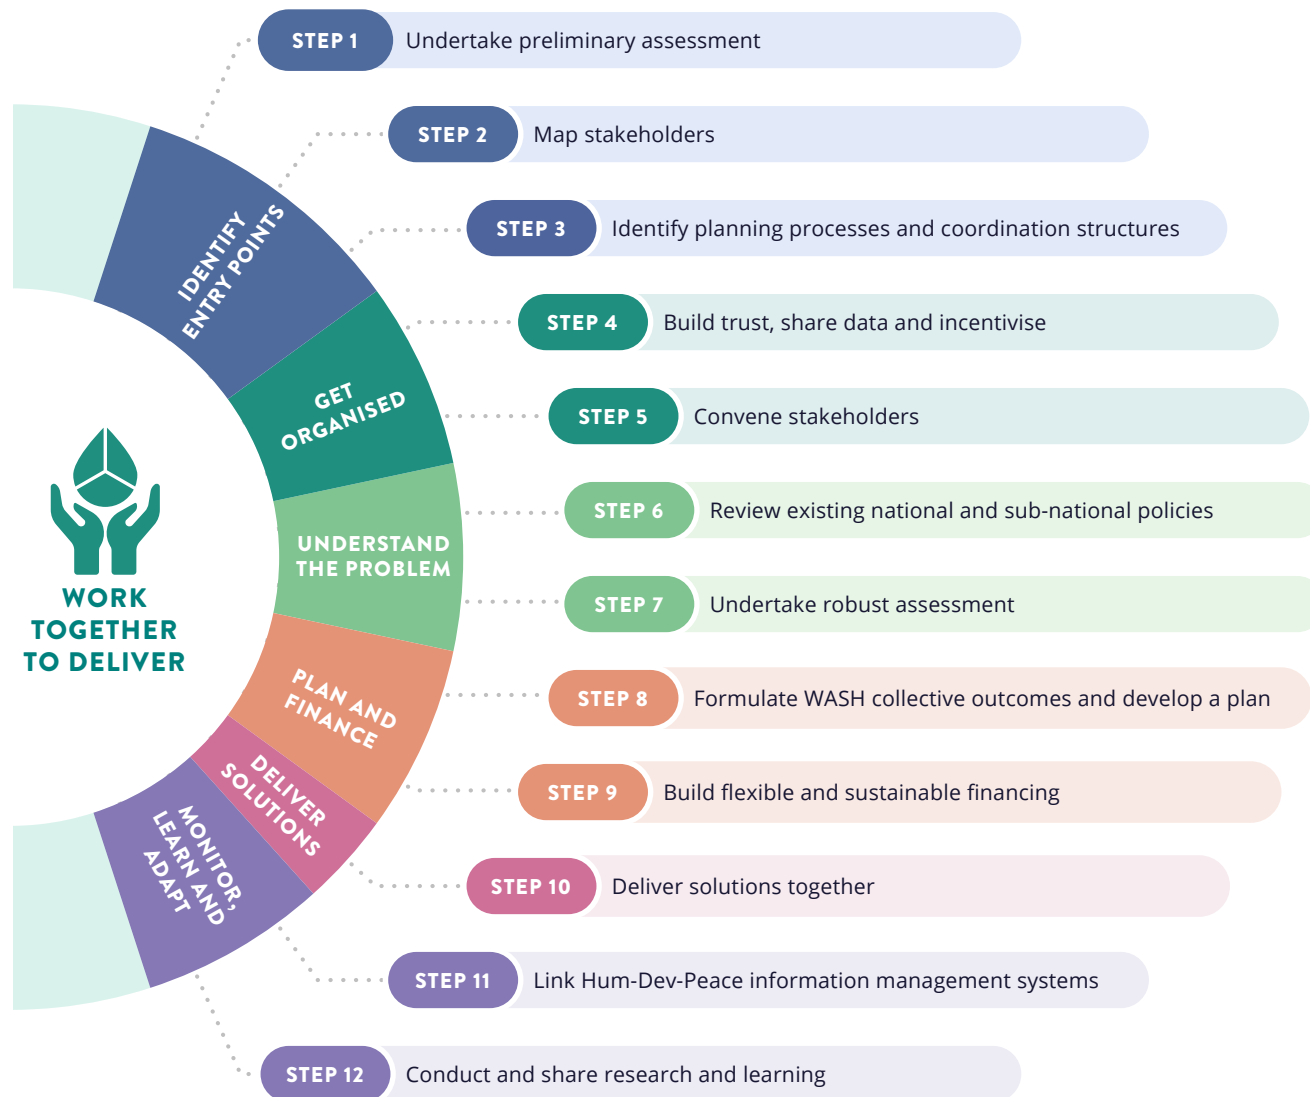 STEP 1 Undertake preliminary assessment
STEP 2 Map stakeholders
STEP 3 Identify planning processes and coordination structures
IDENTIFY
ENTRY POINTS
STEP 4 Build trust, share data and incentivise
STEP 5 Convene stakeholders
GET
ORGANISED
STEP 6 Review existing national and sub-national policies
STEP 7 Undertake robust assessment
UNDERSTAND
THE PROBLEM
WORK
TOGETHER
TO DELIVER
STEP 8 Formulate WASH collective outcomes and develop a plan
STEP 9 Build flexible and sustainable financing
PLAN AND
FINANCE
STEP 10 Deliver solutions together
DELIVER
SOLUTIONS
STEP 11 Link Hum-Dev-Peace information management systems
STEP 12 Conduct and share research and learning
MONITOR,
LEARN AND
ADAPT